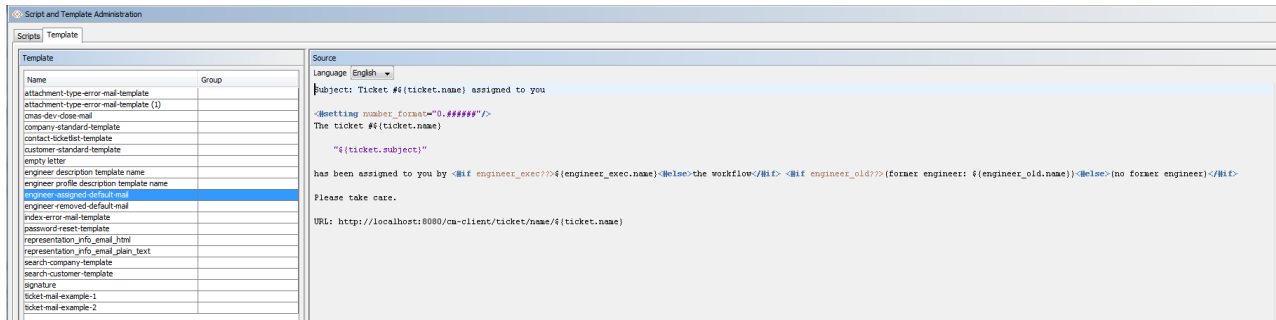 Script and Template Administration
Scripts Template
Template
Name Group
attachment-type-error-mail-template
attachment-type-error-mail-template (1)
cmas-dev-close-mail
company-standard-template
contact-ticketlist-template
customer-standard-template
empty letter
engineer description template name
engineer profile description template name
engineer-assigned-default-mail
engineer-removed-default-mail
index-error-mail-template
password-reset-template
representation_info_email_html
representation_info_email_plain_text
search-company-template
search-customer-template
signature
ticket-mail-example-1
ticket-mail-example-2
Source
Language English
Subject: Ticket #${ticket.name} assigned to you
<#setting number_format="0.######"/>
The ticket #${ticket.name}
"${ticket.subject}"
has been assigned to you by <#if engineer_exec??>${engineer_exec.name}<#else>the workflow</#if> <#if engineer_old??>(former engineer: ${engineer_old.name})<#else>(no former engineer)</#if>
Please take care.
URL: http://localhost:8080/cm-client/ticket/name/${ticket.name}